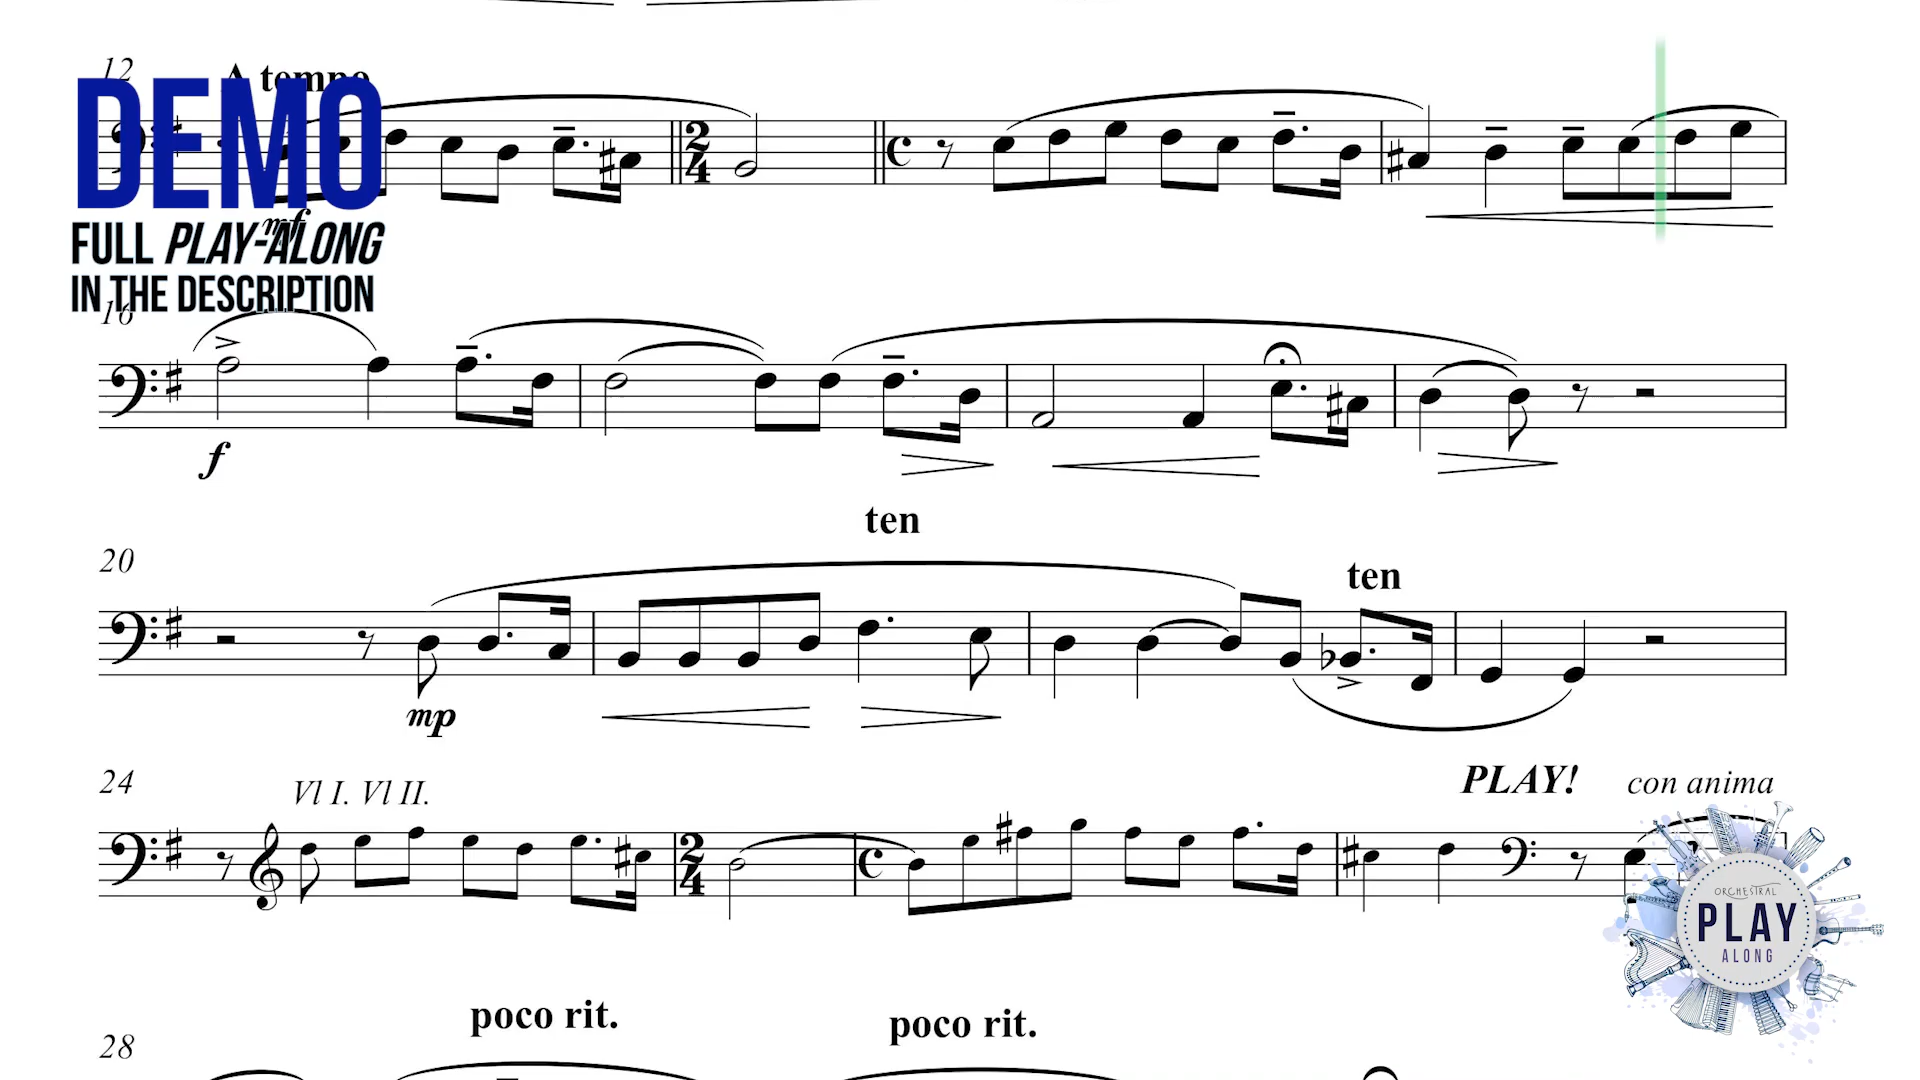 12
A tempo
DEMO
mf
FULL PLAY-ALONG
IN THE DESCRIPTION
16
f
ten
20
ten
mp
24
Vl I. Vl II.
PLAY!
con anima
ORCHESTRAL
PLAY
ALONG
poco rit.
poco rit.
28